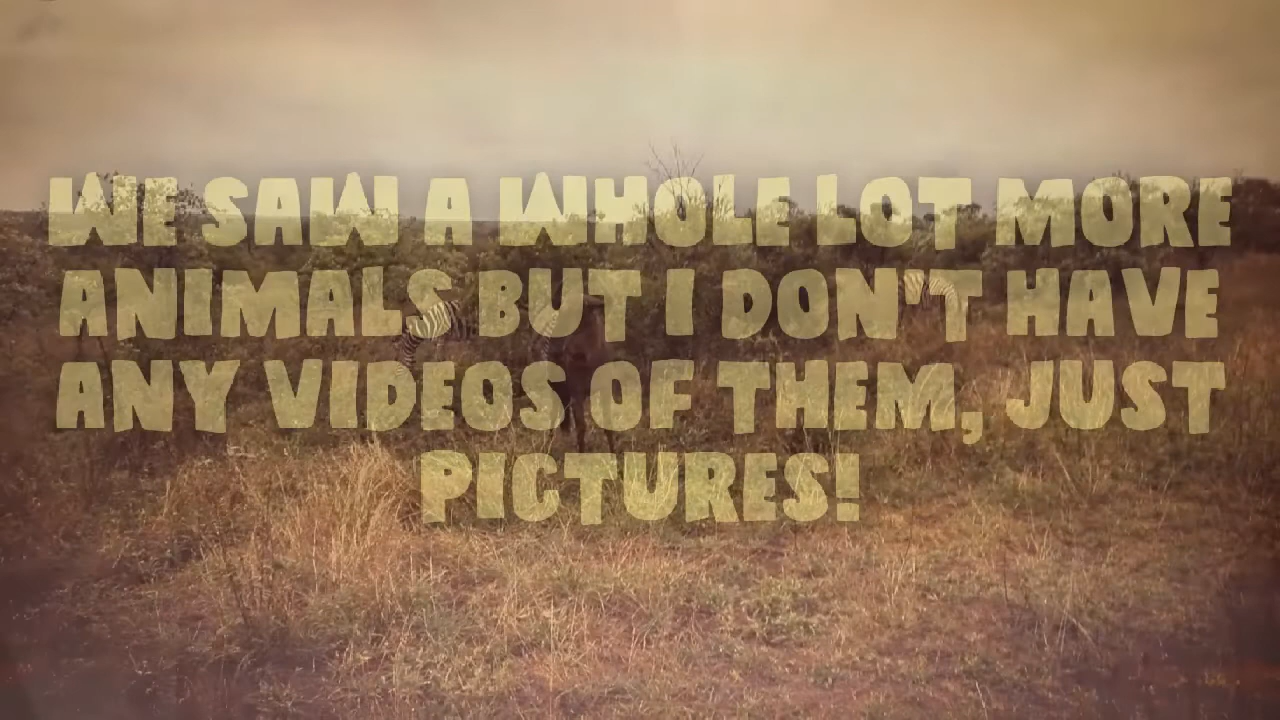 WE SAW A WHOLE LOT MORE
ANIMALS BUT I DON'T HAVE
ANY VIDEOS OF THEM, JUST
PICTURES!